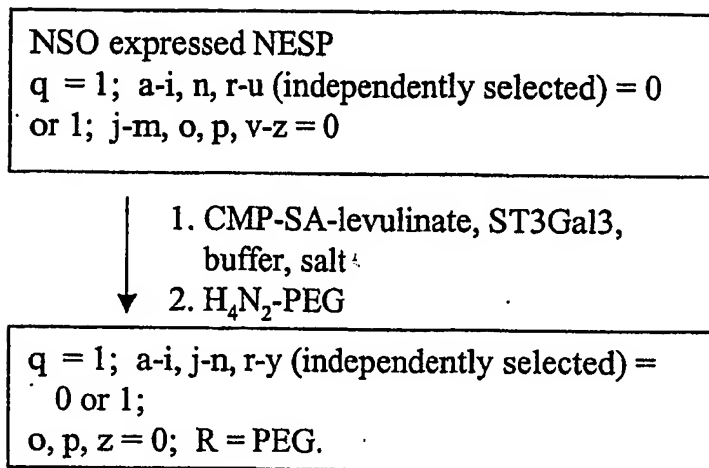 NSO expressed NESP
q = 1; a-i, n, r-u (independently selected) = 0
or 1; j-m, o, p, v-z = 0
1. CMP-SA-levulinate, ST3Gal3,
buffer, salt
2. H₄N₂-PEG
q = 1; a-i, j-n, r-y (independently selected) =
0 or 1;
o, p, z = 0; R = PEG.